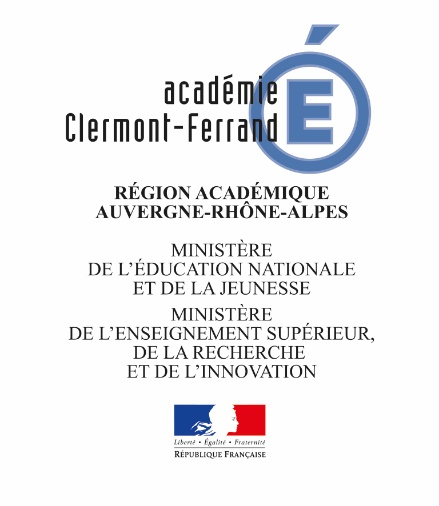 académie
Clermont-Ferrand
É
RÉGION ACADÉMIQUE
AUVERGNE-RHÔNE-ALPES
MINISTÈRE
DE L’ÉDUCATION NATIONALE
ET DE LA JEUNESSE
MINISTÈRE
DE L’ENSEIGNEMENT SUPÉRIEUR,
DE LA RECHERCHE
ET DE L’INNOVATION
Liberté • Égalité • Fraternité
RÉPUBLIQUE FRANÇAISE